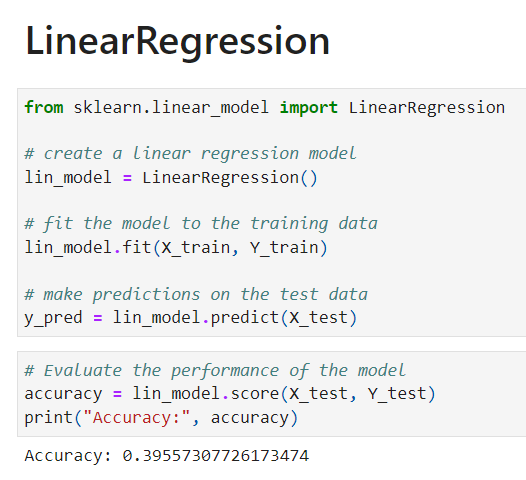 LinearRegression
from sklearn.linear_model import LinearRegression
# create a linear regression model
lin_model = LinearRegression()
# fit the model to the training data
lin_model.fit(X_train, Y_train)
# make predictions on the test data
y_pred = lin_model.predict(X_test)
# Evaluate the performance of the model
accuracy = lin_model.score(X_test, Y_test)
print("Accuracy:", accuracy)
Accuracy: 0.39557307726173474